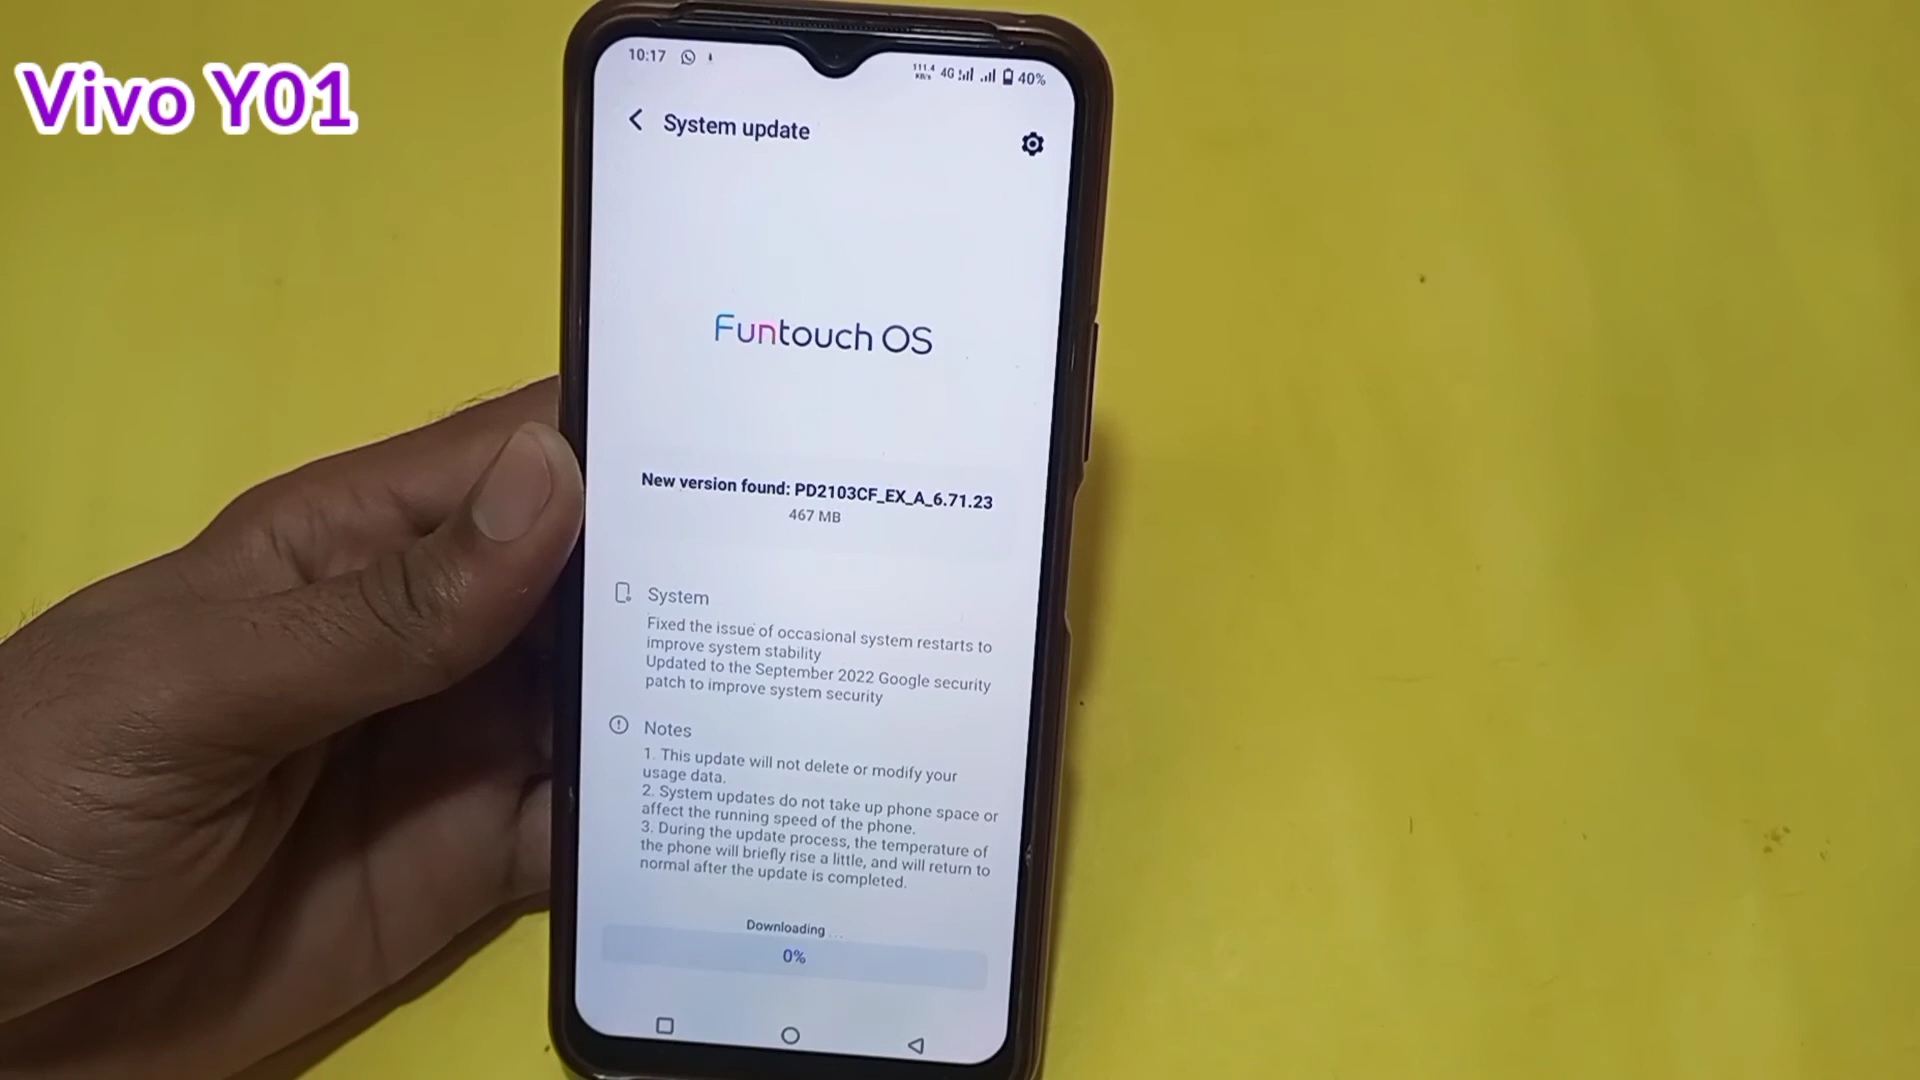 Vivo Y01
10:17
111.4 KB/s 4G 40%
System update
Funtouch OS
New version found: PD2103CF_EX_A_6.71.23
467 MB
System
Fixed the issue of occasional system restarts to
improve system stability
Updated to the September 2022 Google security
patch to improve system security
Notes
1. This update will not delete or modify your
usage data.
2. System updates do not take up phone space or
affect the running speed of the phone.
3. During the update process, the temperature of
the phone will briefly rise a little, and will return to
normal after the update is completed.
Downloading ...
0%